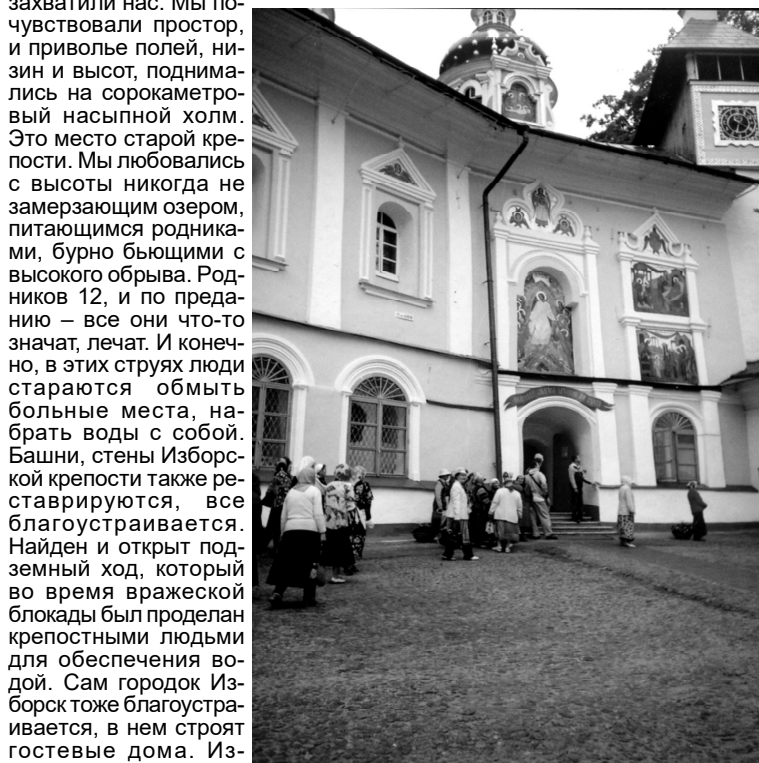 захватили нас. Мы по-
чувствовали простор,
и приволье полей, ни-
зин и высот, поднима-
лись на сорокаметро-
вый насыпной холм.
Это место старой кре-
пости. Мы любовались
с высоты никогда не
замерзающим озером,
питающимся родника-
ми, бурно бьющими с
высокого обрыва. Род-
ников 12, и по преда-
нию – все они что-то
значат, лечат. И конеч-
но, в этих струях люди
стараются обмыть
больные места, на-
брать воды с собой.
Башни, стены Изборс-
кой крепости также ре-
ставрируются, все
благоустраивается.
Найден и открыт под-
земный ход, который
во время вражеской
блокады был проделан
крепостными людьми
для обеспечения во-
дой. Сам городок Из-
борск тоже благоустра-
ивается, в нем строят
гостевые дома. Из-